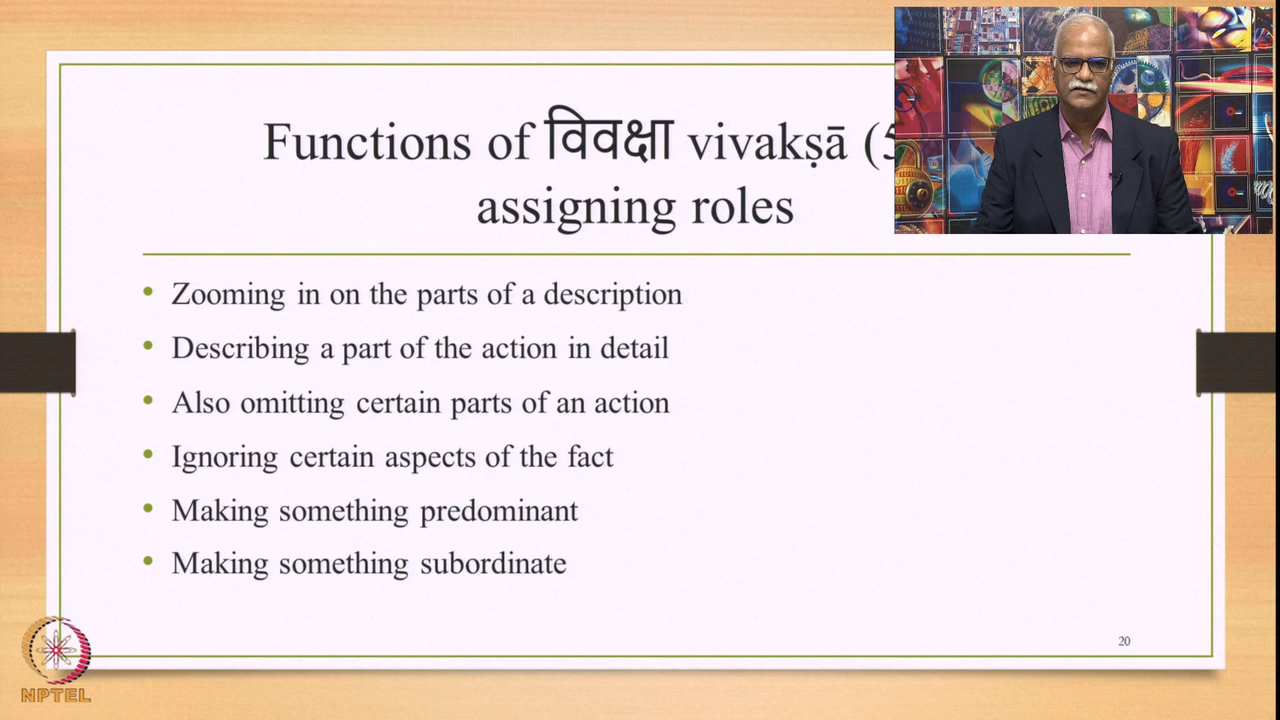 Functions of विवक्षा vivakṣā (5
assigning roles
• Zooming in on the parts of a description
• Describing a part of the action in detail
• Also omitting certain parts of an action
• Ignoring certain aspects of the fact
• Making something predominant
• Making something subordinate
20
NPTEL